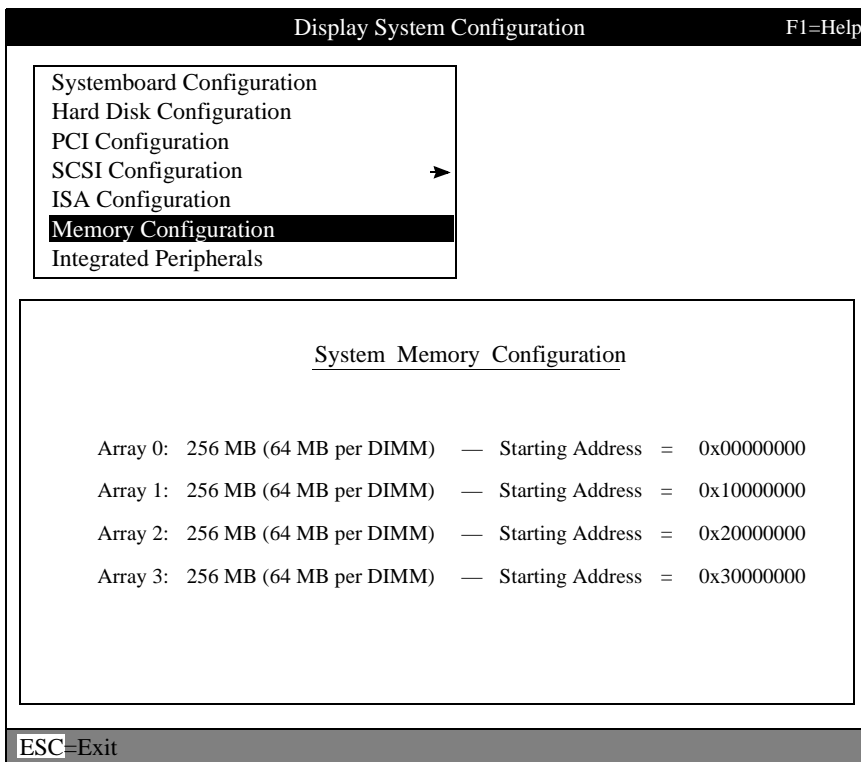 Display System Configuration F1=Help
Systemboard Configuration
Hard Disk Configuration
PCI Configuration
SCSI Configuration
ISA Configuration
Memory Configuration
Integrated Peripherals
System Memory Configuration
Array 0: 256 MB (64 MB per DIMM) — Starting Address = 0x00000000
Array 1: 256 MB (64 MB per DIMM) — Starting Address = 0x10000000
Array 2: 256 MB (64 MB per DIMM) — Starting Address = 0x20000000
Array 3: 256 MB (64 MB per DIMM) — Starting Address = 0x30000000
ESC=Exit